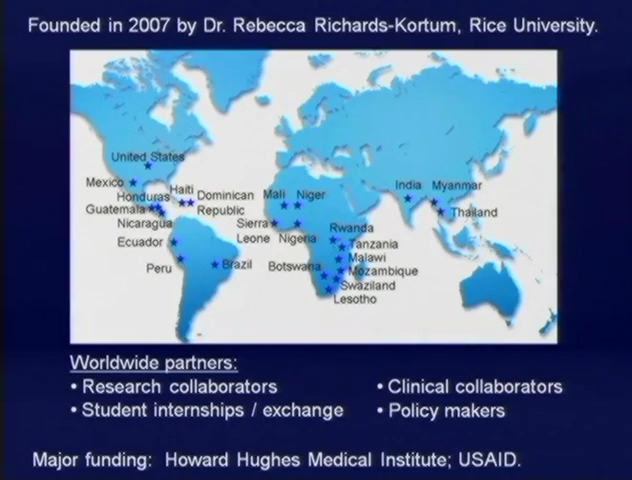 Founded in 2007 by Dr. Rebecca Richards-Kortum, Rice University.
United States
Mexico
Haiti
Dominican
Republic
Honduras
Guatemala
Nicaragua
Ecuador
Peru
Brazil
Mali
Niger
Sierra
Leone
Nigeria
Rwanda
Tanzania
Malawi
Botswana
Mozambique
Swaziland
Lesotho
India
Myanmar
Thailand
Worldwide partners:
• Research collaborators
• Clinical collaborators
• Student internships / exchange
• Policy makers
Major funding: Howard Hughes Medical Institute; USAID.